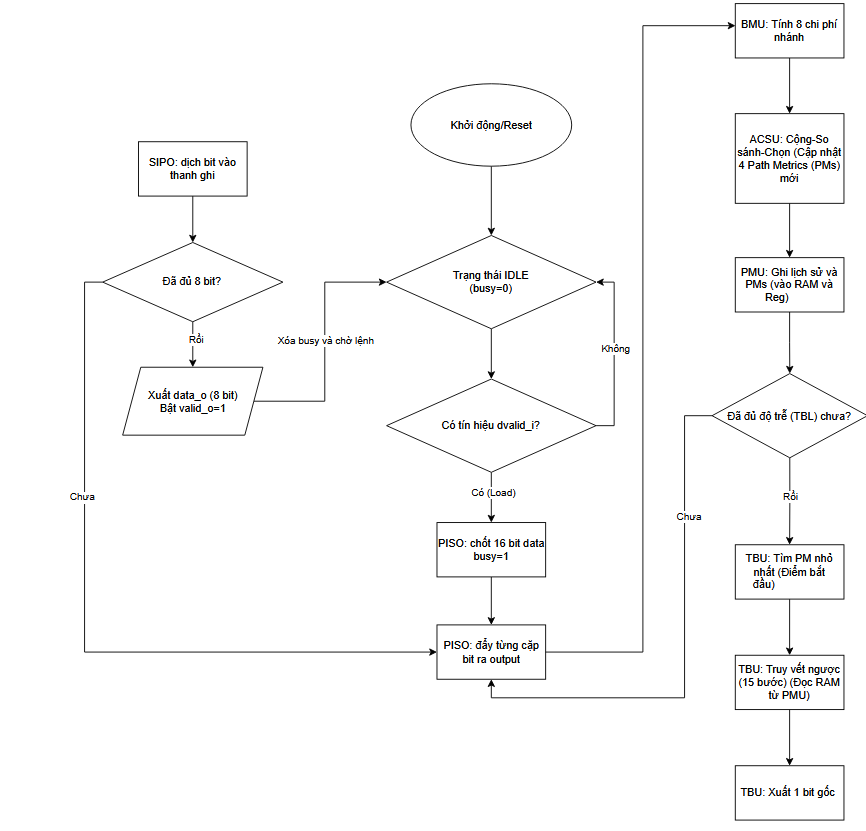 BMU: Tính 8 chi phí
nhánh
Khởi động/Reset
ACSU: Cộng-So
sánh-Chọn (Cập nhật
4 Path Metrics (PMs)
mới
SIPO: dịch bit vào
thanh ghi
Đã đủ 8 bit?
Trạng thái IDLE
(busy=0)
PMU: Ghi lịch sử và
PMs (vào RAM và
Reg)
Rồi
Xóa busy và chờ lệnh
Không
Xuất data_o (8 bit)
Bật valid_o=1
Có tín hiệu dvalid_i?
Đã đủ độ trễ (TBL) chưa?
Có (Load)
Chưa
Rồi
Chưa
PISO: chốt 16 bit data
busy=1
TBU: Tìm PM nhỏ
nhất (Điểm bắt
đầu)
PISO: đẩy từng cặp
bit ra output
TBU: Truy vết ngược
(15 bước) (Đọc RAM
từ PMU)
TBU: Xuất 1 bit gốc